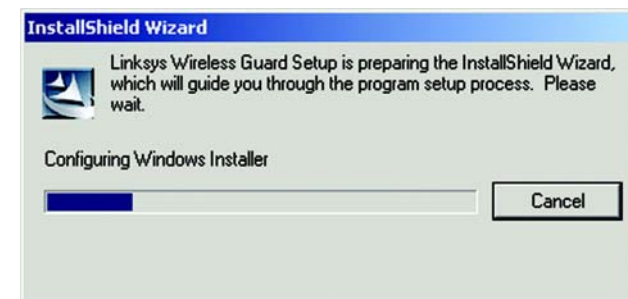 InstallShield Wizard
Linksys Wireless Guard Setup is preparing the InstallShield Wizard,
which will guide you through the program setup process. Please
wait.
Configuring Windows Installer
Cancel